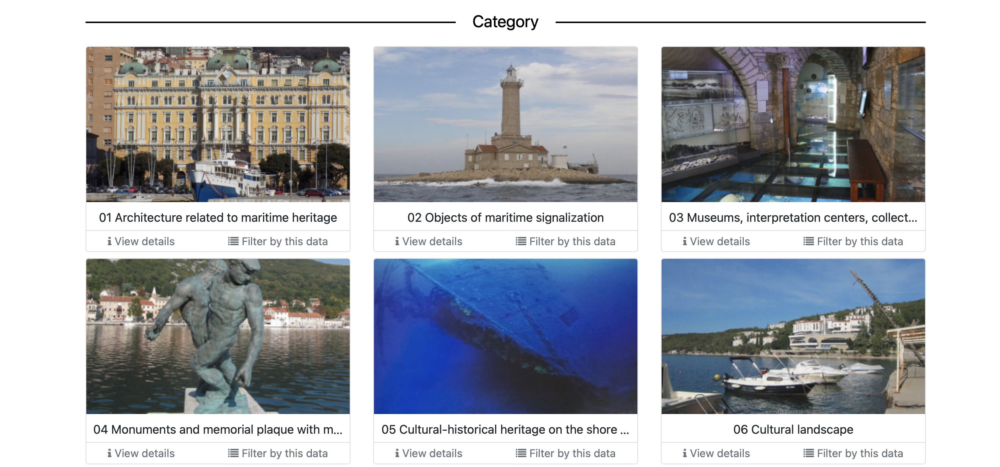 Category
01 Architecture related to maritime heritage
02 Objects of maritime signalization
03 Museums, interpretation centers, collect...
View details
Filter by this data
View details
Filter by this data
View details
Filter by this data
04 Monuments and memorial plaque with m...
05 Cultural-historical heritage on the shore ...
06 Cultural landscape
View details
Filter by this data
View details
Filter by this data
View details
Filter by this data